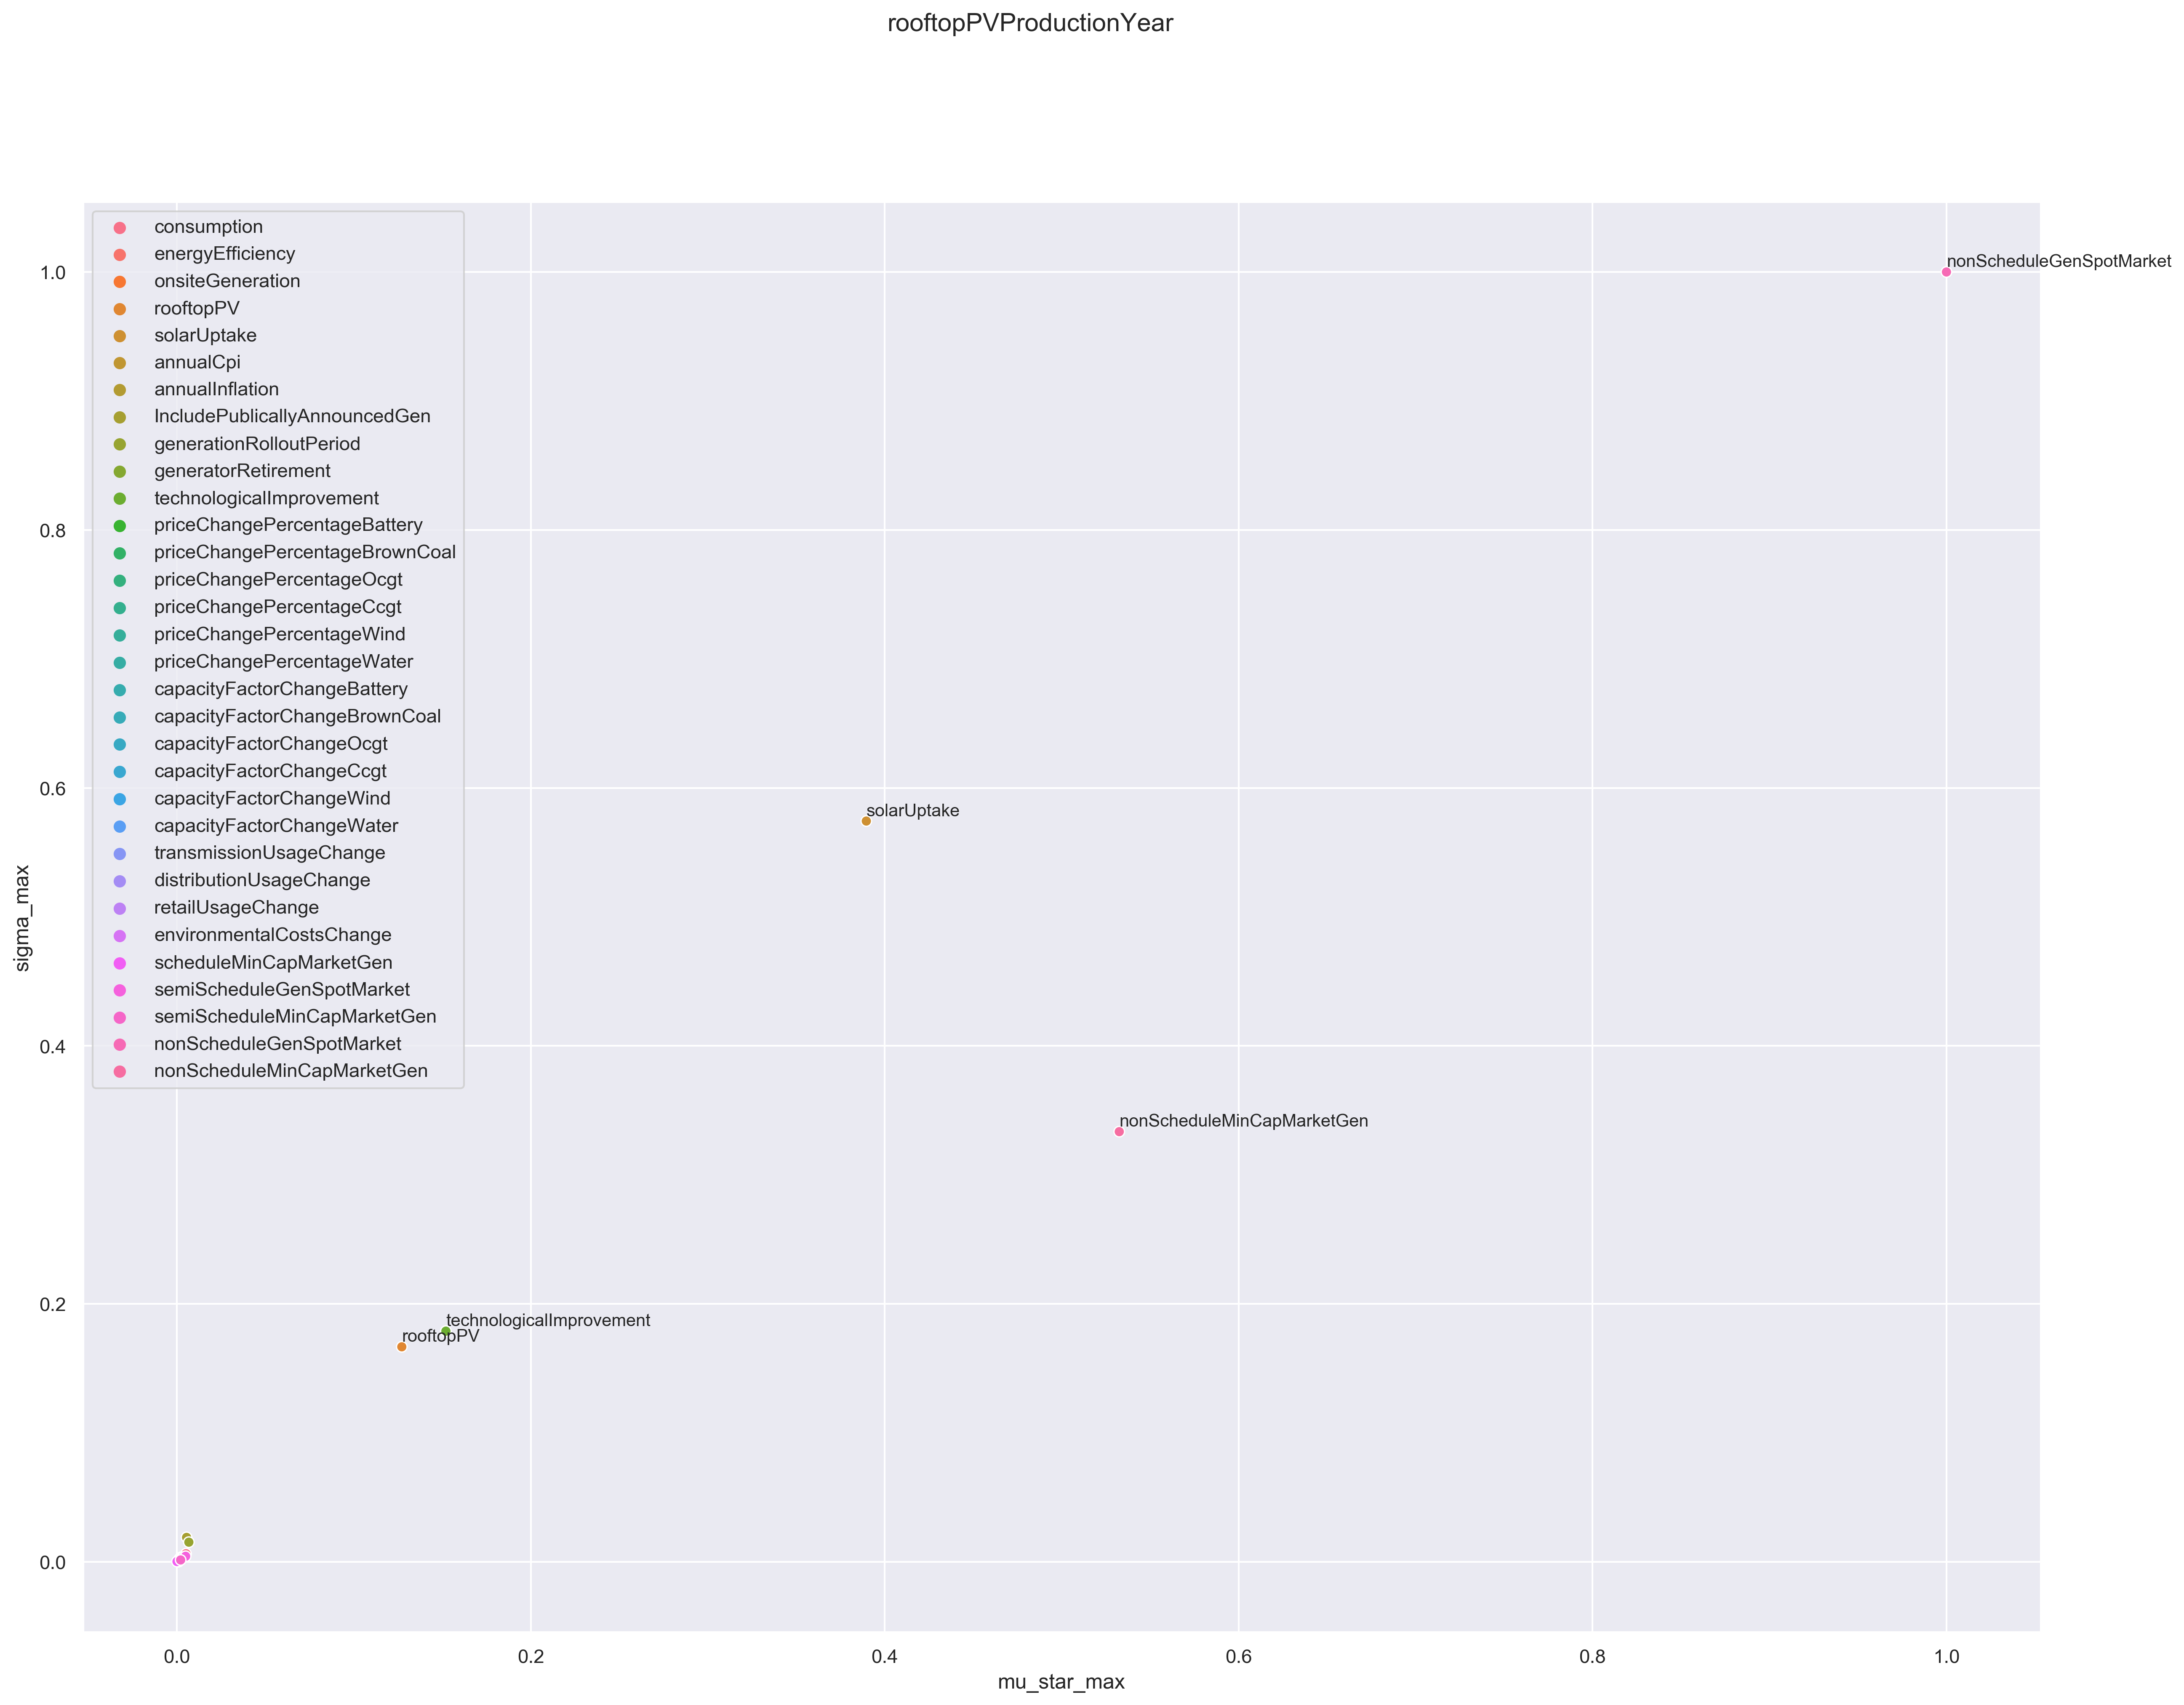 rooftopPVProductionYear
consumption
energyEfficiency
onsiteGeneration
rooftopPV
solarUptake
annualCpi
annualInflation
IncludePublicallyAnnouncedGen
generationRolloutPeriod
generatorRetirement
technologicalImprovement
priceChangePercentageBattery
priceChangePercentageBrownCoal
priceChangePercentageOcgt
priceChangePercentageCcgt
priceChangePercentageWind
priceChangePercentageWater
capacityFactorChangeBattery
capacityFactorChangeBrownCoal
capacityFactorChangeOcgt
capacityFactorChangeCcgt
capacityFactorChangeWind
capacityFactorChangeWater
transmissionUsageChange
distributionUsageChange
retailUsageChange
environmentalCostsChange
scheduleMinCapMarketGen
semiScheduleGenSpotMarket
semiScheduleMinCapMarketGen
nonScheduleGenSpotMarket
nonScheduleMinCapMarketGen
nonScheduleGenSpotMarket
solarUptake
nonScheduleMinCapMarketGen
technologicalImprovement
rooftopPV
1.0
0.8
0.6
0.4
0.2
0.0
sigma_max
0.0
0.2
0.4
0.6
0.8
1.0
mu_star_max